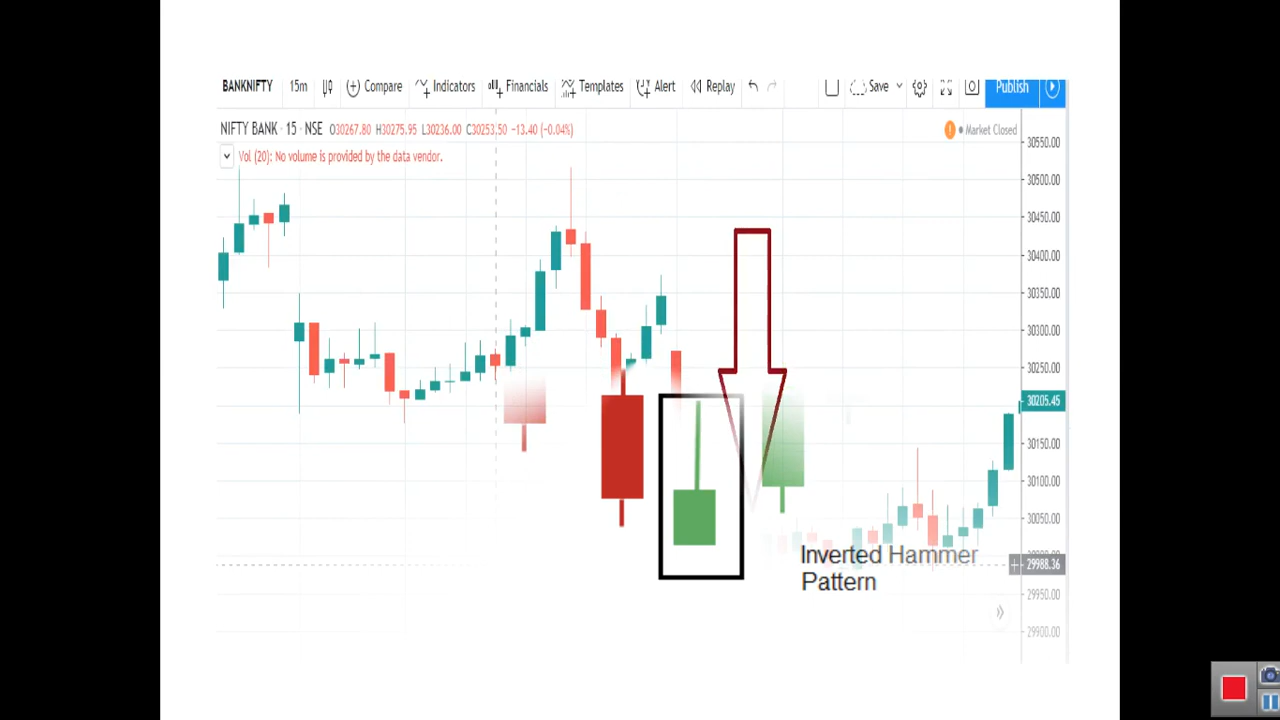 BANKNIFTY 15m Compare Indicators Financials Templates Alert Replay Save Publish
NIFTY BANK · 15 · NSE O30267.80 H30275.95 L30236.00 C30253.50 −13.40 (−0.04%)
! Market Closed
Vol (20): No volume is provided by the data vendor.
30550.00
30500.00
30450.00
30400.00
30350.00
30300.00
30250.00
30205.45
30150.00
30100.00
30050.00
29988.36
29950.00
29900.00
Inverted Hammer
Pattern